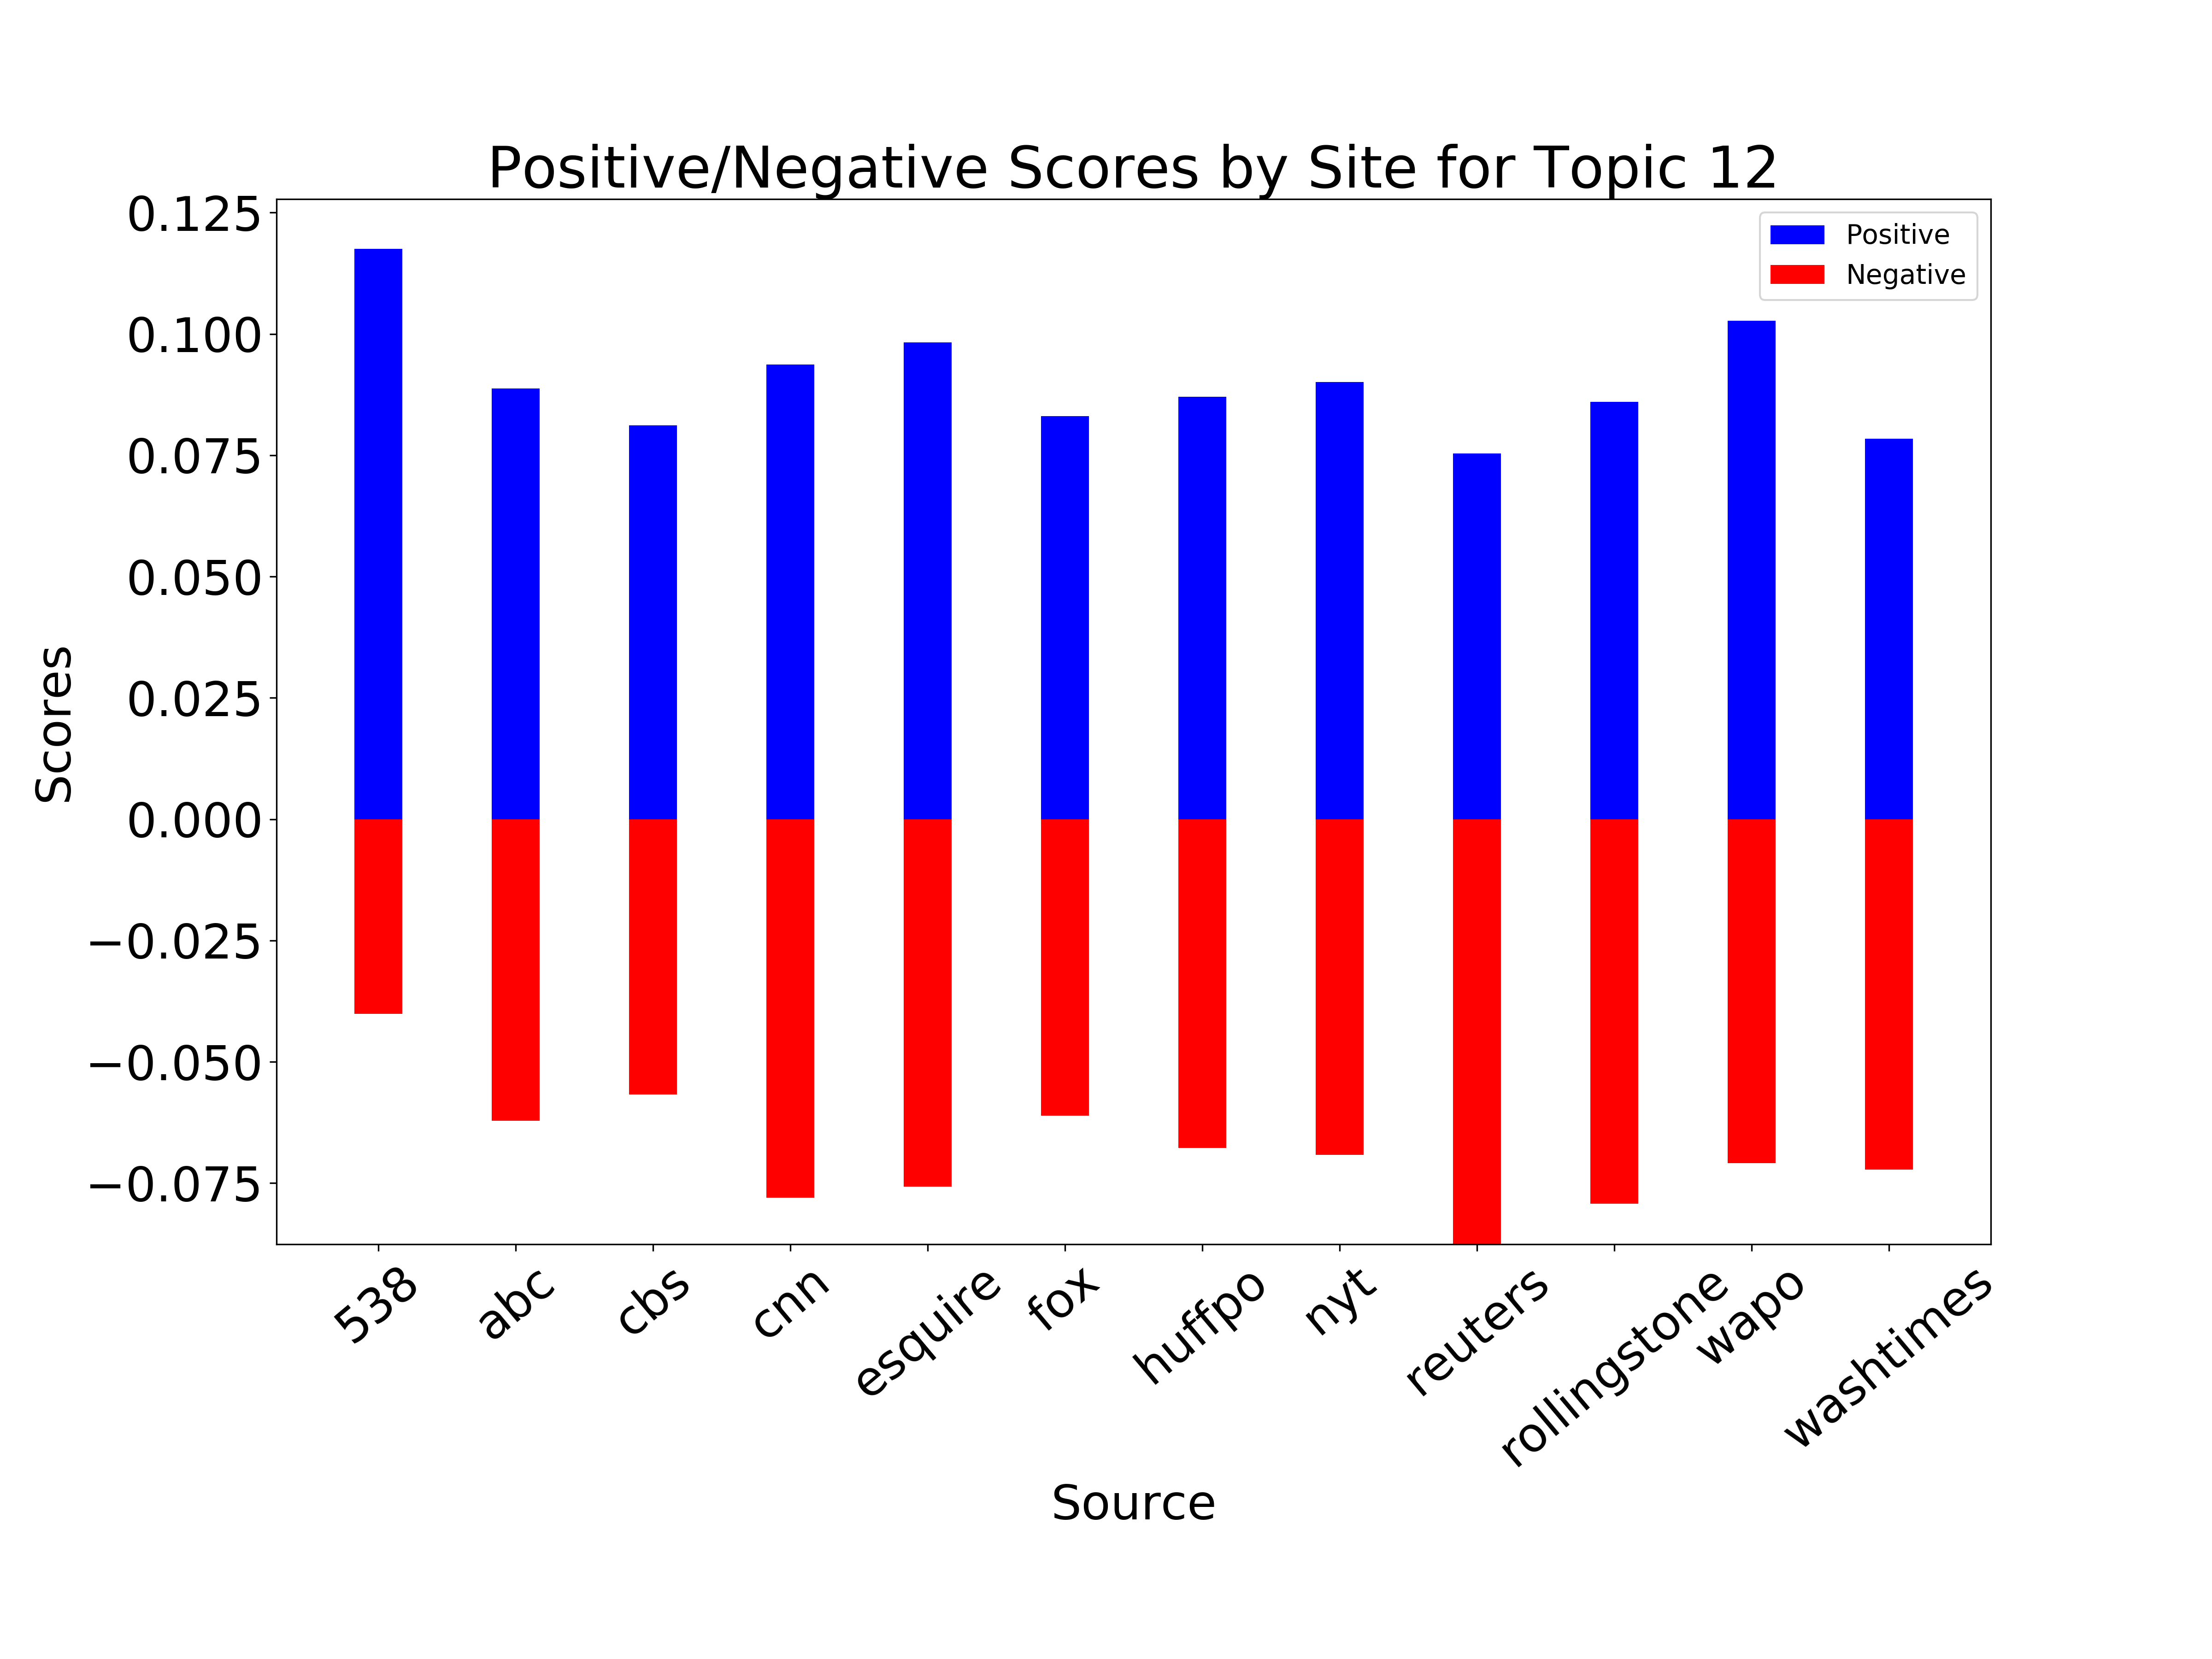 Positive/Negative Scores by Site for Topic 12
Positive
Negative
0.125
0.100
0.075
0.050
0.025
0.000
−0.025
−0.050
−0.075
Scores
538
abc
cbs
cnn
esquire
fox
huffpo
nyt
reuters
rollingstone
wapo
washtimes
Source